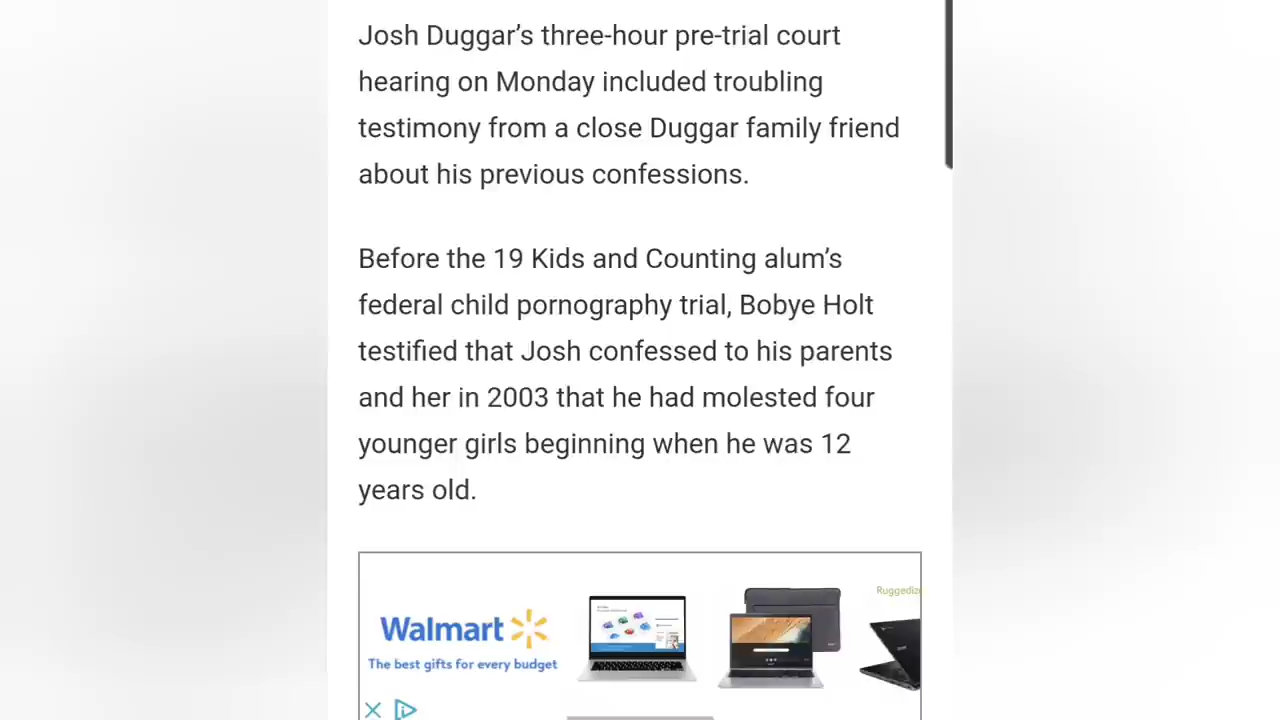 Josh Duggar’s three-hour pre-trial court
hearing on Monday included troubling
testimony from a close Duggar family friend
about his previous confessions.
Before the 19 Kids and Counting alum’s
federal child pornography trial, Bobye Holt
testified that Josh confessed to his parents
and her in 2003 that he had molested four
younger girls beginning when he was 12
years old.
Walmart
The best gifts for every budget